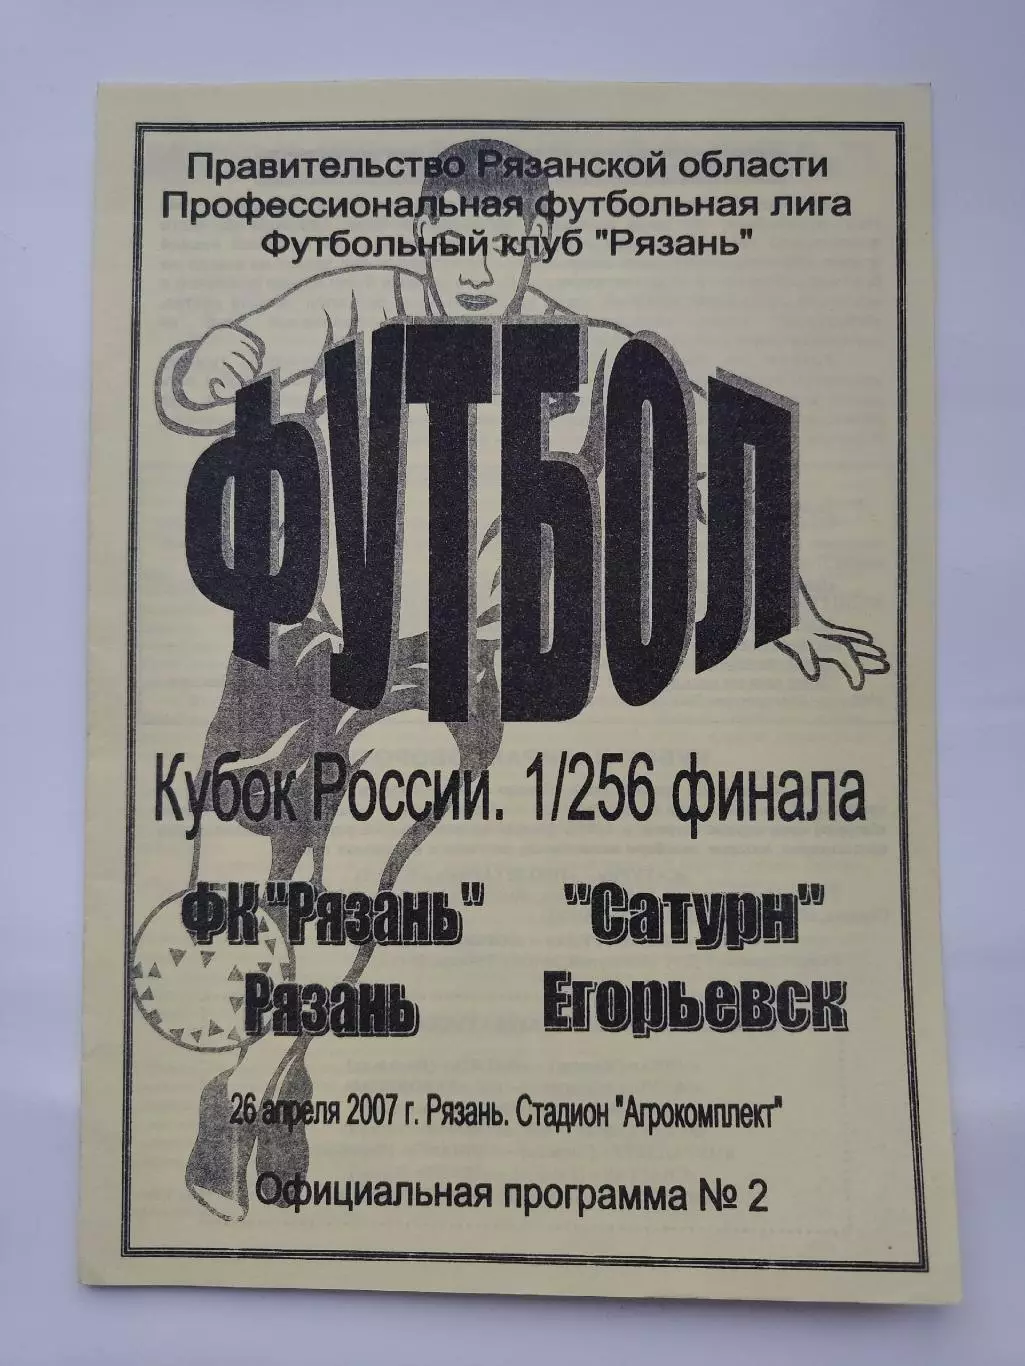 Правительство Рязанской области
Профессиональная футбольная лига
Футбольный клуб "Рязань"
ФУТБОЛ
Кубок России. 1/256 финала
ФК "Рязань" "Сатурн"
Рязань Егорьевск
26 апреля 2007 г. Рязань. Стадион "Агрокомплект"
Официальная программа № 2